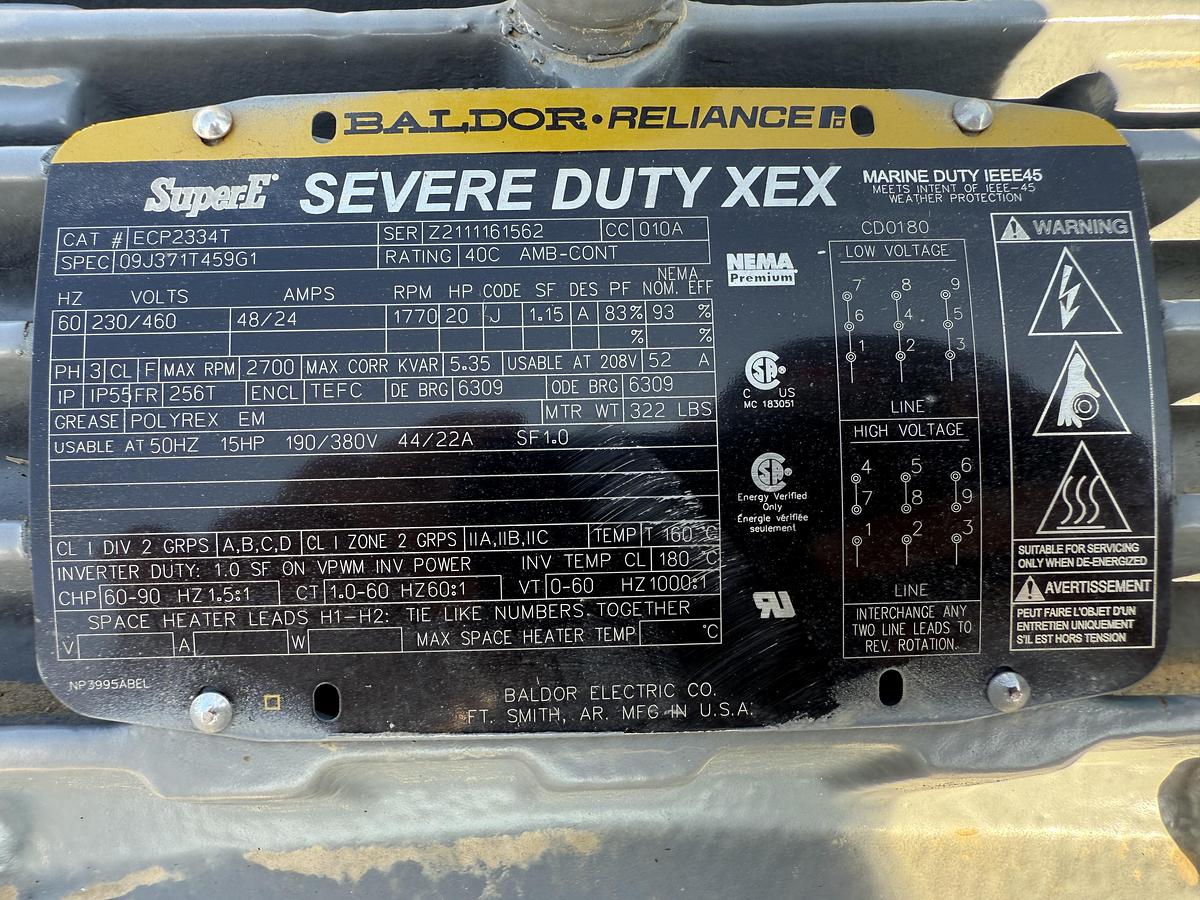 BALDOR • RELIANCE
Super-E® SEVERE DUTY XEX MARINE DUTY IEEE45
MEETS INTENT OF IEEE-45
WEATHER PROTECTION
CAT # ECP2334T SER Z2111161562 CC 010A
SPEC 09J371T459G1 RATING 40C AMB-CONT
HZ VOLTS AMPS RPM HP CODE SF DES PF NEMA NOM. EFF
60 230/460 48/24 1770 20 J 1.15 A 83% 93 %
% %
PH 3 CL F MAX RPM 2700 MAX CORR KVAR 5.35 USABLE AT 208V 52 A
IP IP55 FR 256T ENCL TEFC DE BRG 6309 ODE BRG 6309
GREASE POLYREX EM MTR WT 322 LBS
USABLE AT 50HZ 15HP 190/380V 44/22A SF1.0
CL I DIV 2 GRPS A,B,C,D CL I ZONE 2 GRPS IIA,IIB,IIC TEMP T 160 °C
INVERTER DUTY: 1.0 SF ON VPWM INV POWER INV TEMP CL 180 °C
CHP 60-90 HZ 1.5:1 CT 1.0-60 HZ 60:1 VT 0-60 HZ 1000:1
SPACE HEATER LEADS H1-H2: TIE LIKE NUMBERS TOGETHER
V A W MAX SPACE HEATER TEMP °C
NP3995ABEL
BALDOR ELECTRIC CO.
FT. SMITH, AR. MFG IN U.S.A.
NEMA
Premium
CSA®
C US
MC 183051
CSA®
Energy Verified
Only
Énergie vérifiée
seulement
CD0180
LOW VOLTAGE
7 8 9
6 4 5
1 2 3
LINE
HIGH VOLTAGE
4 5 6
7 8 9
1 2 3
LINE
INTERCHANGE ANY
TWO LINE LEADS TO
REV. ROTATION.
WARNING
SUITABLE FOR SERVICING
ONLY WHEN DE-ENERGIZED
AVERTISSEMENT
PEUT FAIRE L'OBJET D'UN
ENTRETIEN UNIQUEMENT
S'IL EST HORS TENSION